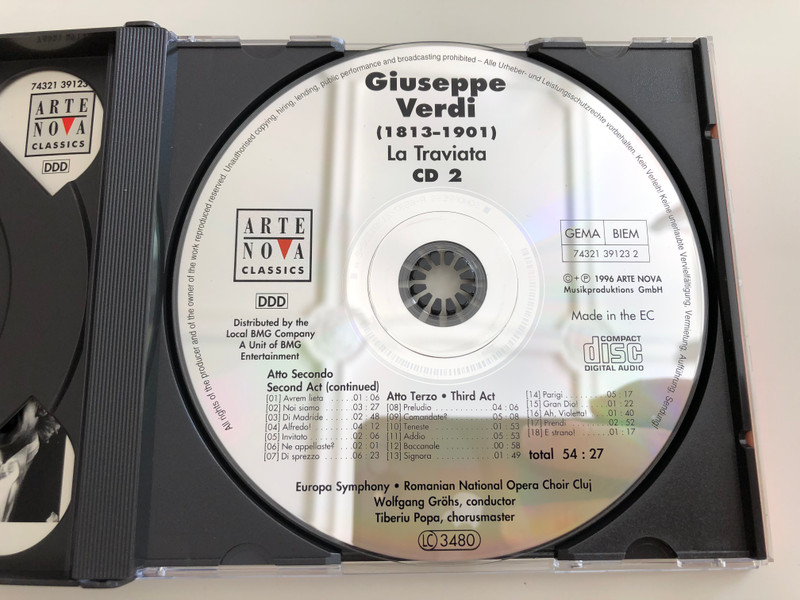 74321 39123
ARTE
NOVA
CLASSICS
DDD
All rights of the producer and of the owner of the work reproduced reserved. Unauthorised copying, hiring, lending, public performance and broadcasting prohibited – Alle Urheber- und Leistungsschutzrechte vorbehalten. Kein Verleih! Keine unerlaubte Vervielfältigung, Vermietung, Aufführung, Sendung!
Giuseppe
Verdi
(1813–1901)
La Traviata
CD 2
ARTE
NOVA
CLASSICS
DDD
Distributed by the
Local BMG Company
A Unit of BMG
Entertainment
GEMA BIEM
74321 39123 2
©+℗ 1996 ARTE NOVA
Musikproduktions GmbH
Made in the EC
COMPACT
disc
DIGITAL AUDIO
Atto Secondo
Second Act (continued)
[01] Avrem lieta . . . . . . 01 : 06
[02] Noi siamo . . . . . . . 03 : 27
[03] Di Madride . . . . . . 02 : 48
[04] Alfredo! . . . . . . . . 04 : 12
[05] Invitato . . . . . . . . 02 : 06
[06] Ne appellaste? . . . 02 : 01
[07] Di sprezzo . . . . . . 06 : 23
Atto Terzo • Third Act
[08] Preludio . . . . . . . . 04 : 06
[09] Comandate? . . . . . 05 : 08
[10] Teneste . . . . . . . . 01 : 53
[11] Addio . . . . . . . . . 05 : 53
[12] Baccanale . . . . . . 00 : 58
[13] Signora . . . . . . . . 01 : 49
[14] Parigi . . . . . . . . . 05 : 17
[15] Gran Dio! . . . . . . . 01 : 22
[16] Ah, Violetta! . . . . . 01 : 40
[17] Prendi . . . . . . . . . 02 : 52
[18] E strano! . . . . . . . 01 : 17
total 54 : 27
Europa Symphony • Romanian National Opera Choir Cluj
Wolfgang Gröhs, conductor
Tiberiu Popa, chorusmaster
LC 3480